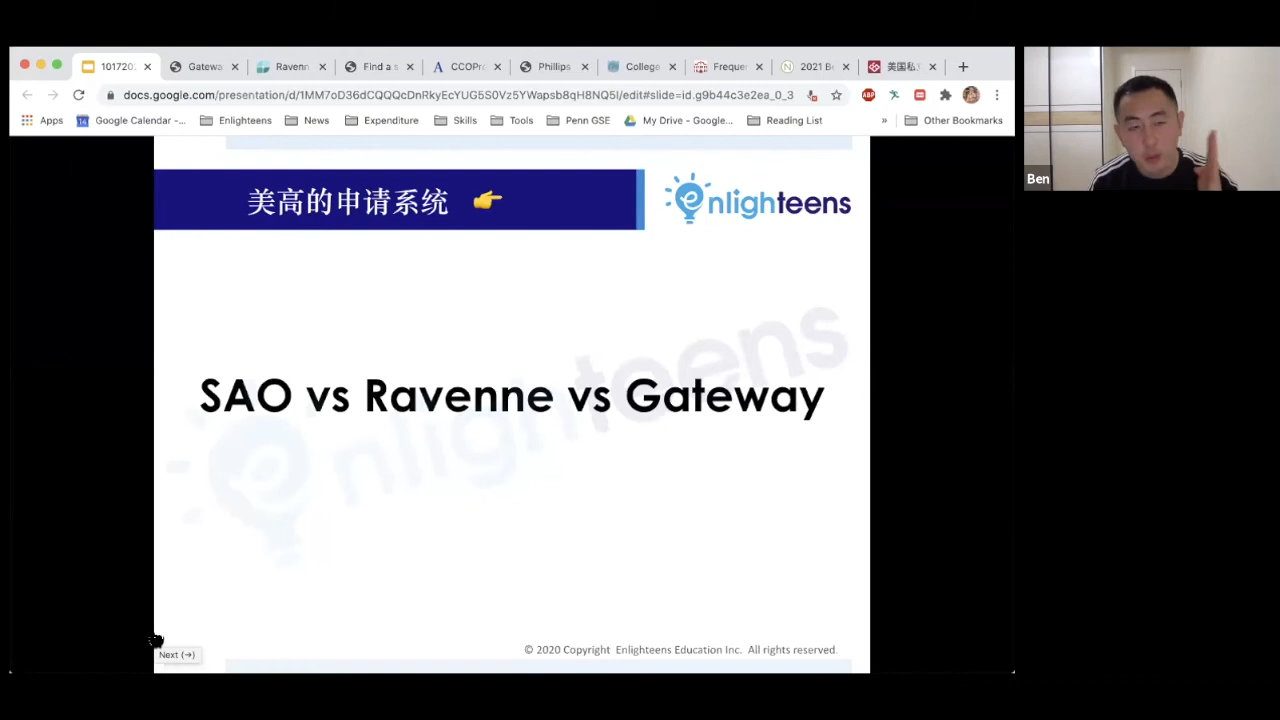 101720
Gatewa
Ravenn
Find a s
CCOPr
Phillips
College
Frequer
2021 B
美国私
docs.google.com/presentation/d/1MM7oD36dCQQQcDnRkyEcYUG5S0Vz5YWapsb8qH8NQ5I/edit#slide=id.g9b44c3e2ea_0_3
ABP
Apps
Google Calendar -...
Enlighteens
News
Expenditure
Skills
Tools
Penn GSE
My Drive - Google...
Reading List
»
Other Bookmarks
Ben
美高的申请系统 👉
enlighteens
SAO vs Ravenne vs Gateway
enlighteens
© 2020 Copyright Enlighteens Education Inc. All rights reserved.
Next (→)